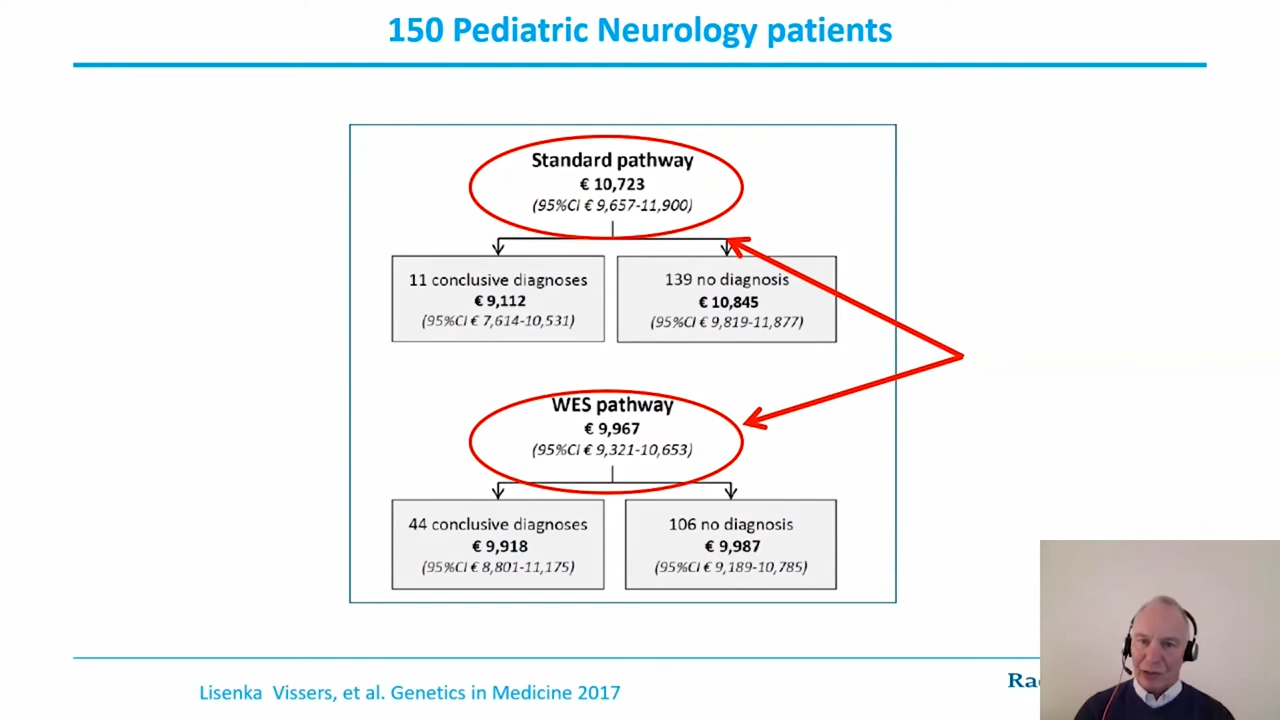 150 Pediatric Neurology patients
Standard pathway
€ 10,723
(95%CI € 9,657-11,900)
11 conclusive diagnoses
€ 9,112
(95%CI € 7,614-10,531)
139 no diagnosis
€ 10,845
(95%CI € 9,819-11,877)
WES pathway
€ 9,967
(95%CI € 9,321-10,653)
44 conclusive diagnoses
€ 9,918
(95%CI € 8,801-11,175)
106 no diagnosis
€ 9,987
(95%CI € 9,189-10,785)
Lisenka Vissers, et al. Genetics in Medicine 2017